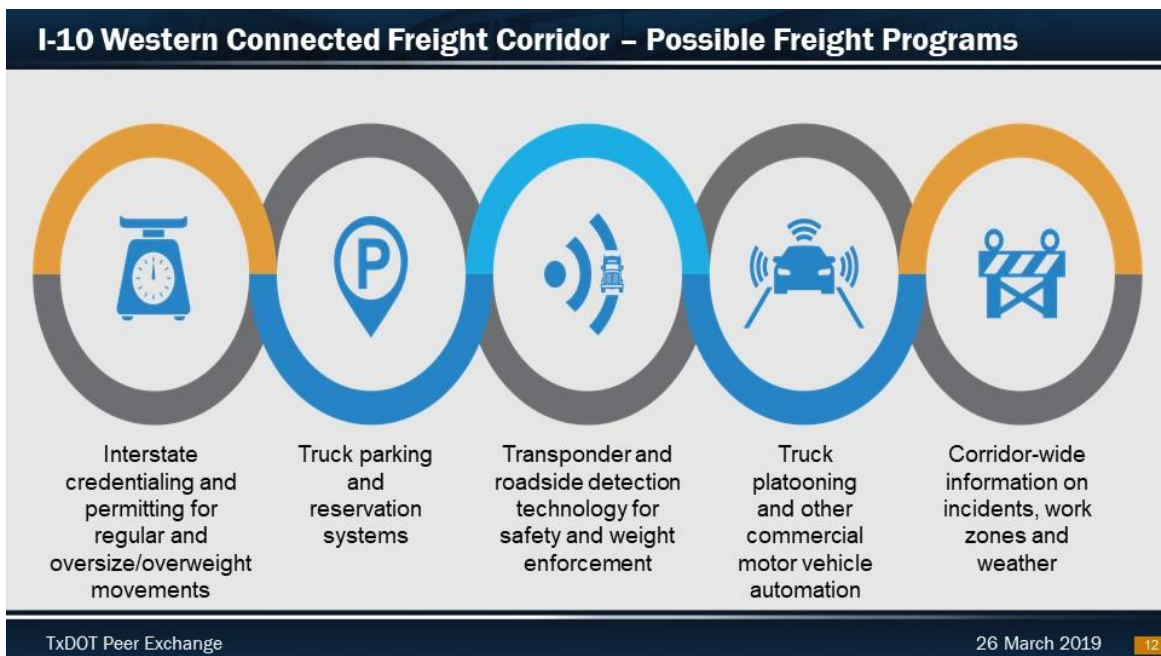 I-10 Western Connected Freight Corridor – Possible Freight Programs
P
Interstate
credentialing and
permitting for
regular and
oversize/overweight
movements
Truck parking
and
reservation
systems
Transponder and
roadside detection
technology for
safety and weight
enforcement
Truck
platooning
and other
commercial
motor vehicle
automation
Corridor-wide
information on
incidents, work
zones and
weather
TxDOT Peer Exchange
26 March 2019
12